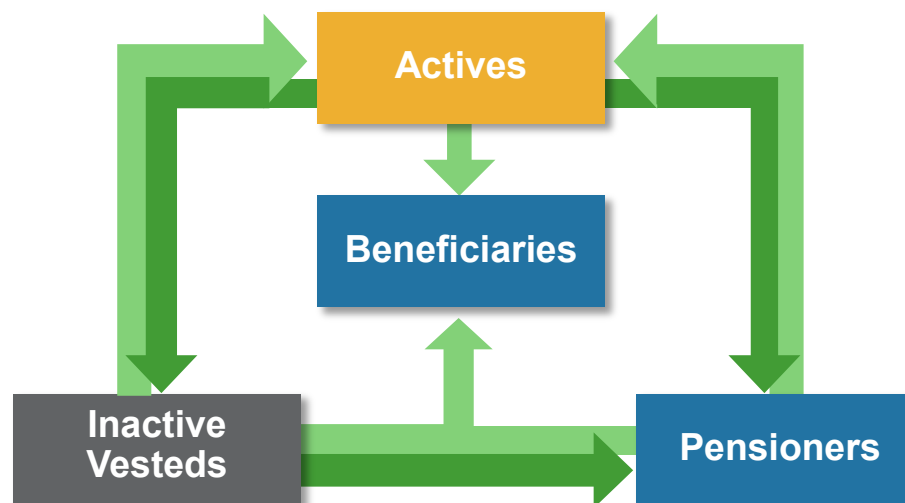 Actives
Beneficiaries
Inactive
Vesteds
Pensioners